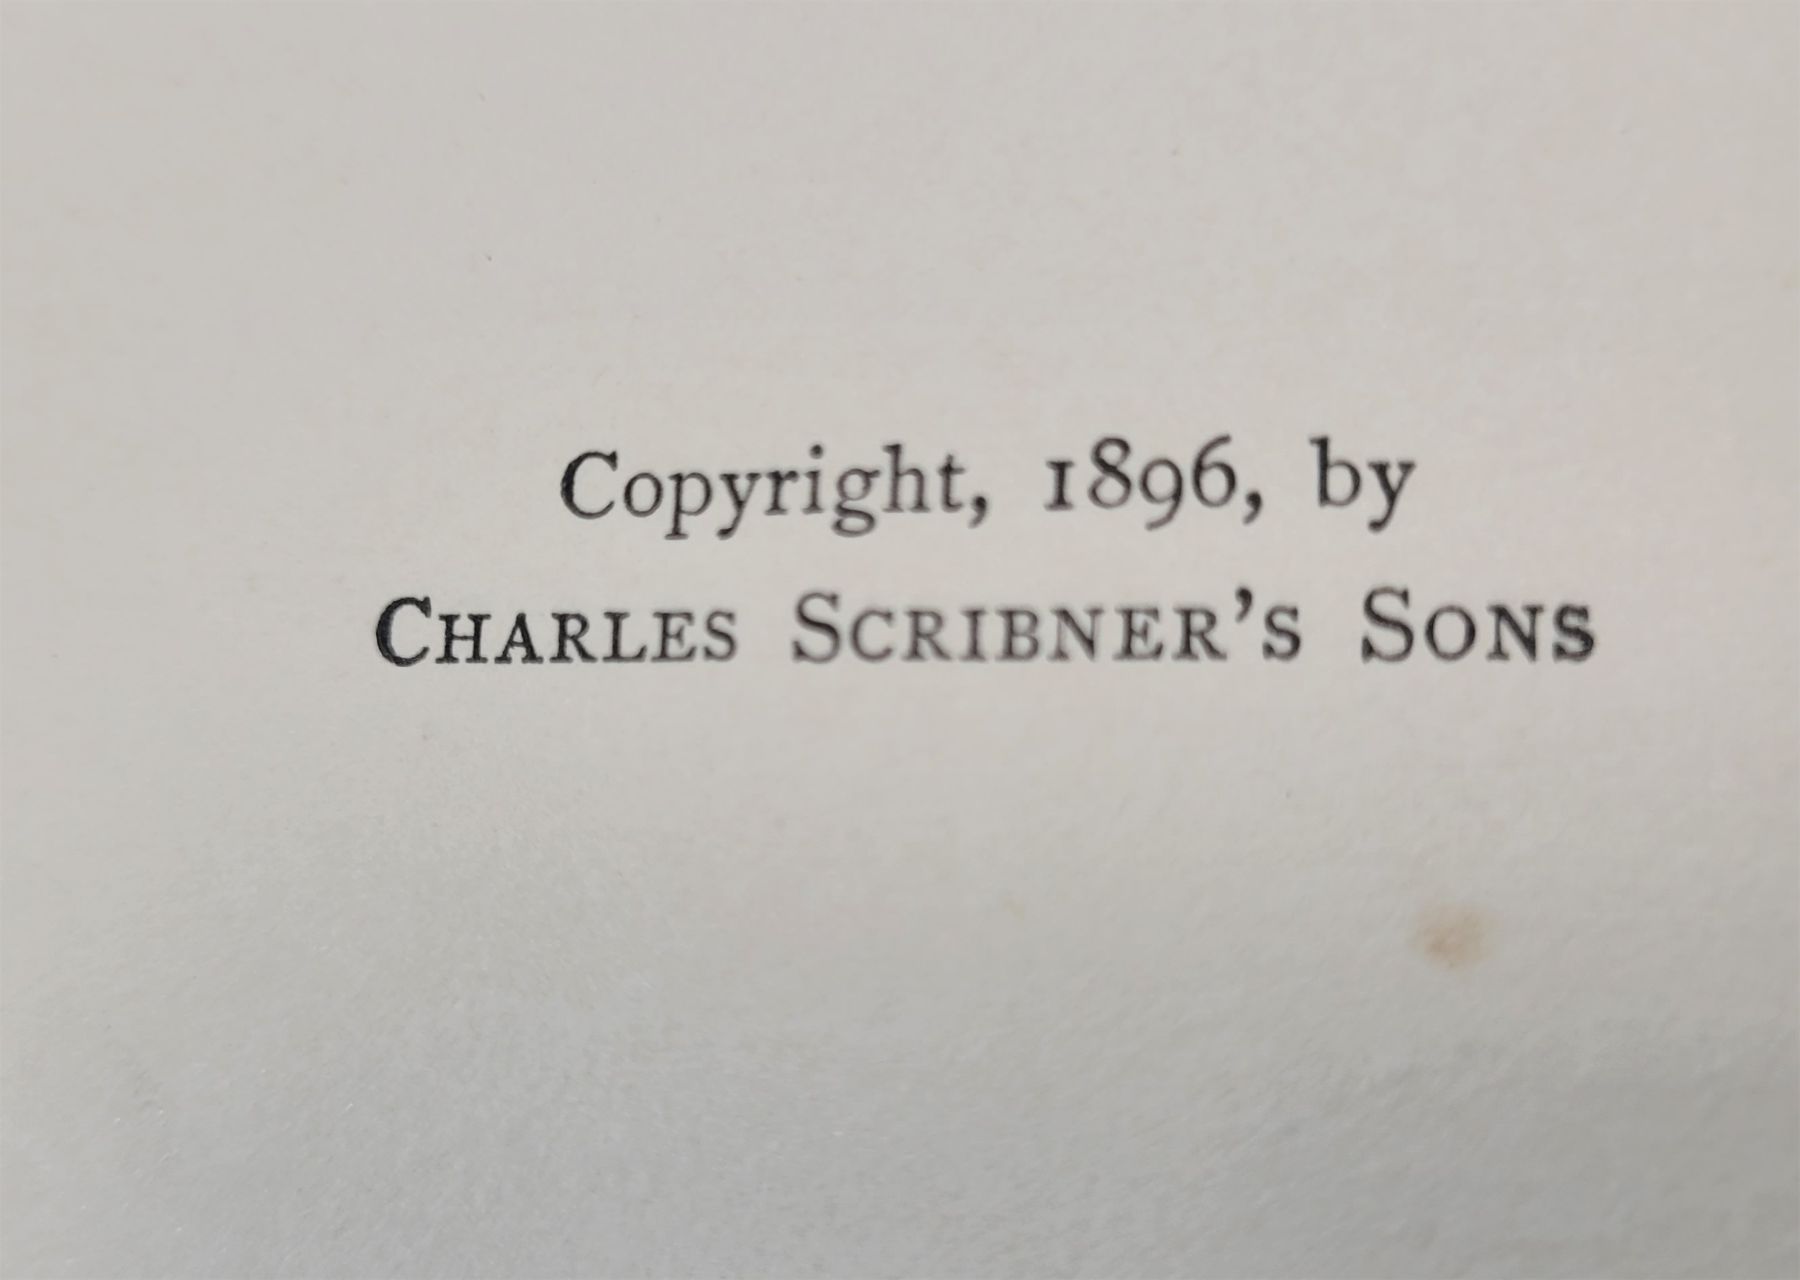 Copyright, 1896, by
CHARLES SCRIBNER'S SONS